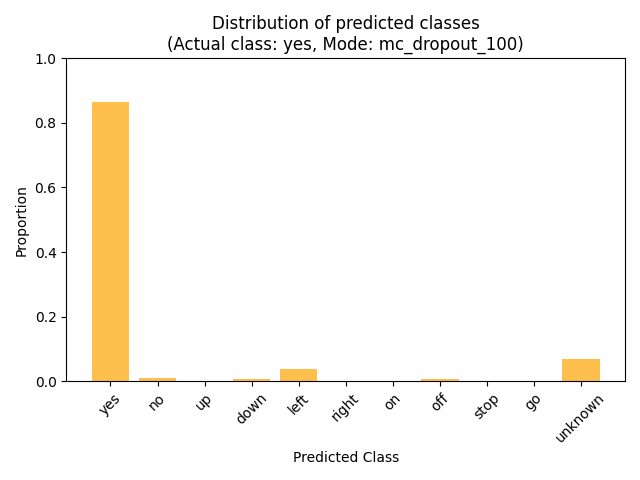 Distribution of predicted classes
(Actual class: yes, Mode: mc_dropout_100)
1.0
0.8
0.6
0.4
0.2
0.0
Proportion
yes
no
up
down
left
right
on
off
stop
go
unknown
Predicted Class